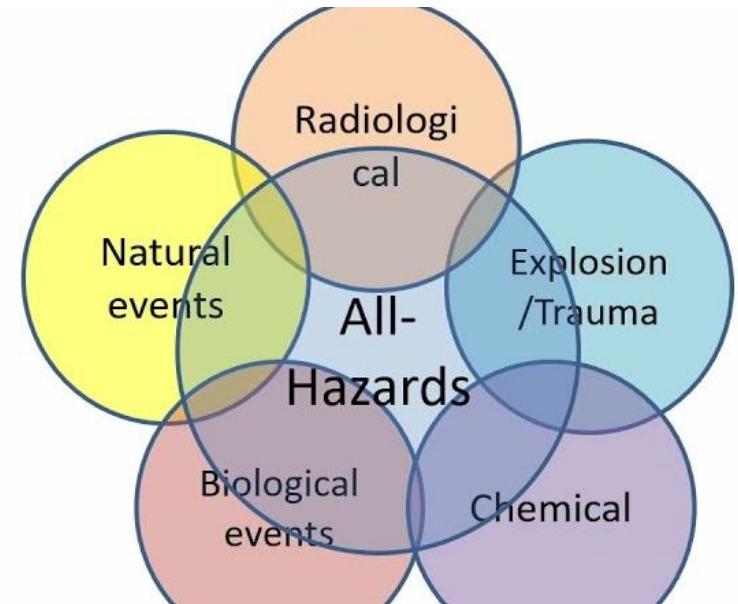 Radiologi
cal
Natural
events
Explosion
/Trauma
All-
Hazards
Biological
events
Chemical